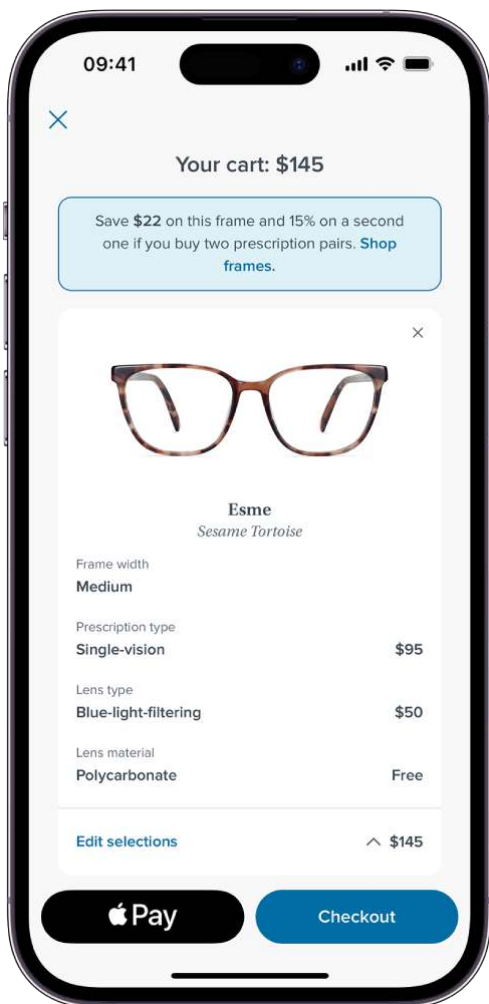 09:41
Your cart: $145
Save $22 on this frame and 15% on a second
one if you buy two prescription pairs. Shop
frames.
Esme
Sesame Tortoise
Frame width
Medium
Prescription type
Single-vision $95
Lens type
Blue-light-filtering $50
Lens material
Polycarbonate Free
Edit selections $145
Pay Checkout